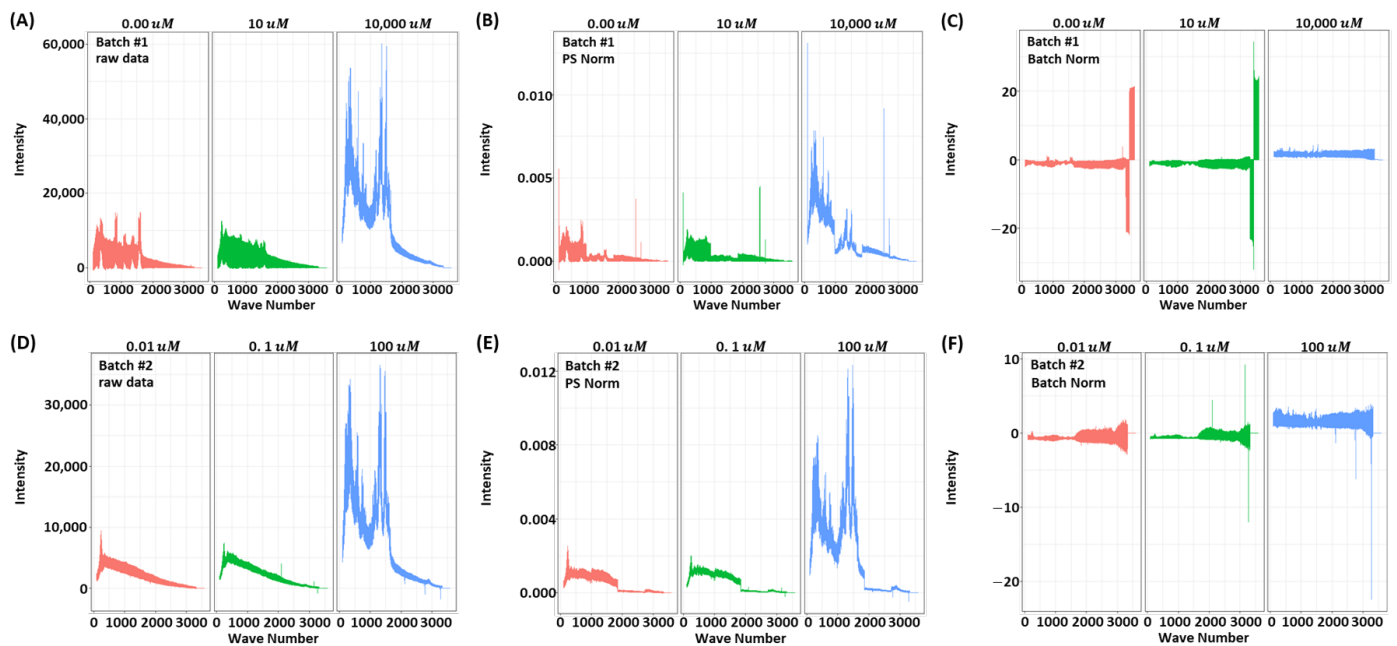 (A)
0.00 uM 10 uM 10,000 uM
Batch #1
raw data
60,000
50,000
40,000
30,000
20,000
10,000
0
Intensity
0 1000 2000 3000 0 1000 2000 3000 0 1000 2000 3000
Wave Number
(B)
0.00 uM 10 uM 10,000 uM
Batch #1
PS Norm
0.010
0.005
0.000
Intensity
0 1000 2000 3000 0 1000 2000 3000 0 1000 2000 3000
Wave Number
(C)
0.00 uM 10 uM 10,000 uM
Batch #1
Batch Norm
20
0
−20
Intensity
0 1000 2000 3000 0 1000 2000 3000 0 1000 2000 3000
Wave Number
(D)
0.01 uM 0.1 uM 100 uM
Batch #2
raw data
30,000
20,000
10,000
0
Intensity
0 1000 2000 3000 0 1000 2000 3000 0 1000 2000 3000
Wave Number
(E)
0.01 uM 0.1 uM 100 uM
Batch #2
PS Norm
0.012
0.008
0.004
0.000
Intensity
0 1000 2000 3000 0 1000 2000 3000 0 1000 2000 3000
Wave Number
(F)
0.01 uM 0.1 uM 100 uM
Batch #2
Batch Norm
10
0
−10
−20
Intensity
0 1000 2000 3000 0 1000 2000 3000 0 1000 2000 3000
Wave Number